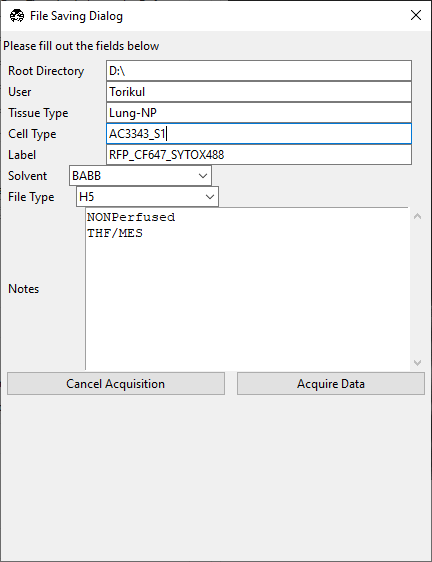 File Saving Dialog
Please fill out the fields below
Root Directory D:\
User Torikul
Tissue Type Lung-NP
Cell Type AC3343_S1
Label RFP_CF647_SYTOX488
Solvent BABB
File Type H5
NONPerfused
THF/MES
Notes
Cancel Acquisition Acquire Data